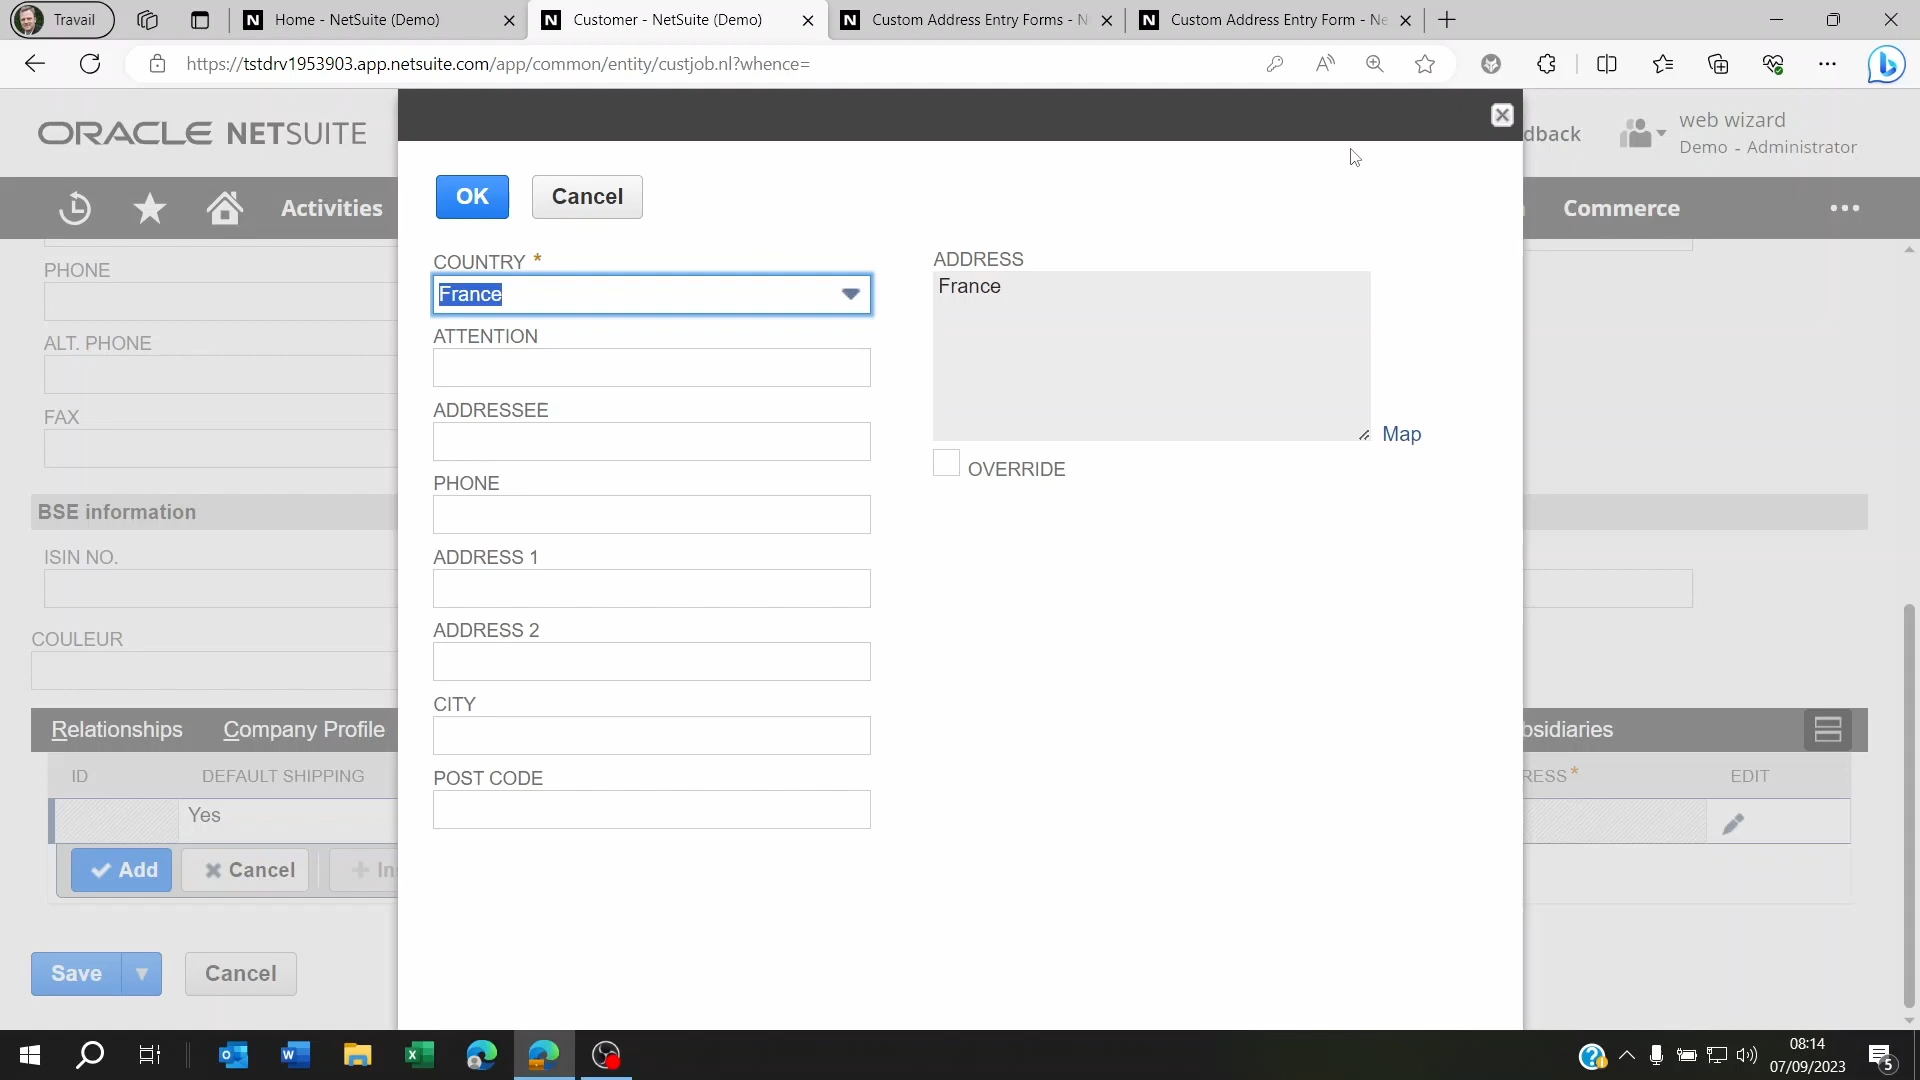 Travail
Home - NetSuite (Demo)
Customer - NetSuite (Demo)
Custom Address Entry Forms - N
Custom Address Entry Form - Ne
https://tstdrv1953903.app.netsuite.com/app/common/entity/custjob.nl?whence=
ORACLE NETSUITE
dback
web wizard
Demo - Administrator
Activities
Commerce
OK
Cancel
COUNTRY *
France
ATTENTION
ADDRESSEE
PHONE
ADDRESS 1
ADDRESS 2
CITY
POST CODE
ADDRESS
France
Map
OVERRIDE
PHONE
ALT. PHONE
FAX
BSE information
ISIN NO.
COULEUR
Relationships
Company Profile
bsidiaries
ID
DEFAULT SHIPPING
RESS *
EDIT
Yes
Add
Cancel
In
Save
Cancel
08:14
07/09/2023
5